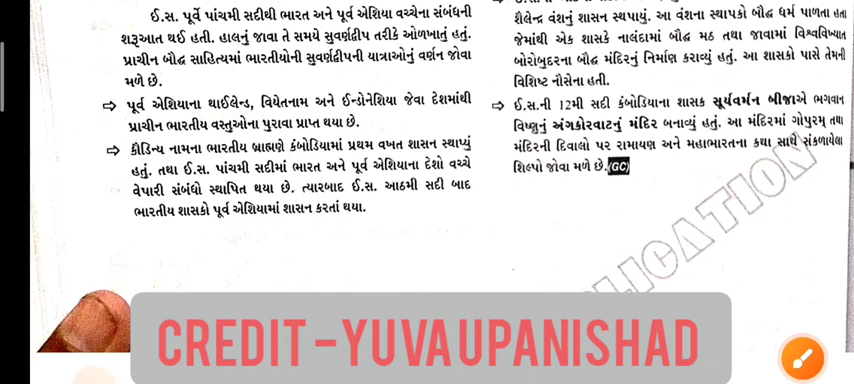 ઈ.સ. પૂર્વે પાંચમી સદીથી ભારત અને પૂર્વ એશિયા વચ્ચેના સંબંધની
શરૂઆત થઈ હતી. હાલનું જાવા તે સમયે સુવર્ણદ્વીપ તરીકે ઓળખાતું હતું.
પ્રાચીન બૌદ્ધ સાહિત્યમાં ભારતીયોની સુવર્ણદ્વીપની યાત્રાઓનું વર્ણન જોવા
મળે છે.
⇨ પૂર્વ એશિયાના થાઈલેન્ડ, વિયેતનામ અને ઈન્ડોનેશિયા જેવા દેશમાંથી
પ્રાચીન ભારતીય વસ્તુઓના પુરાવા પ્રાપ્ત થયા છે.
⇨ કૌડિન્ય નામના ભારતીય બ્રાહ્મણે કંબોડિયામાં પ્રથમ વખત શાસન સ્થાપ્યું
હતું. તથા ઈ.સ. પાંચમી સદીમાં ભારત અને પૂર્વ એશિયાના દેશો વચ્ચે
વેપારી સંબંધો સ્થાપિત થયા છે. ત્યારબાદ ઈ.સ. આઠમી સદી બાદ
ભારતીય શાસકો પૂર્વ એશિયામાં શાસન કરતાં થયા.
શૈલેન્દ્ર વંશનું શાસન સ્થપાયું. આ વંશના સ્થાપકો બૌદ્ધ ધર્મ પાળતા હતા
જેમાંથી એક શાસકે નાલંદામાં બૌદ્ધ મઠ તથા જાવામાં વિશ્વવિખ્યાત
બોરોબુદરના બૌદ્ધ મંદિરનું નિર્માણ કરાવ્યું હતું. આ શાસકો પાસે તેમની
વિશિષ્ટ નૌસેના હતી.
⇨ ઈ.સ.ની 12મી સદી કંબોડિયાના શાસક સૂર્યવર્મન બીજાએ ભગવાન
વિષ્ણુનું અંગકોરવાટનું મંદિર બનાવ્યું હતું. આ મંદિરમાં ગોપુરમ્ તથા
મંદિરની દિવાલો પર રામાયણ અને મહાભારતના કથા સાથે સંકળાયેલા
શિલ્પો જોવા મળે છે.(GC)
CREDIT – YUVA UPANISHAD